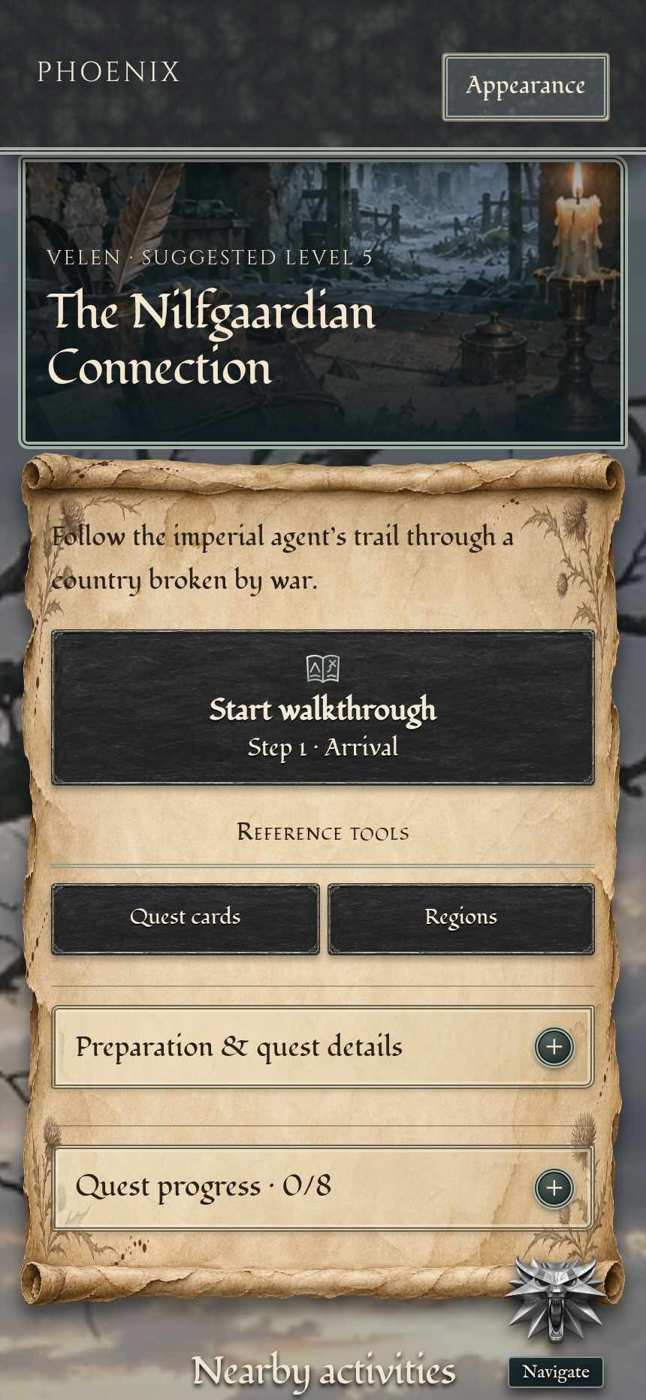 PHOENIX
Appearance
VELEN · SUGGESTED LEVEL 5
The Nilfgaardian
Connection
Follow the imperial agent's trail through a
country broken by war.
Start walkthrough
Step 1 · Arrival
Reference tools
Quest cards
Regions
Preparation & quest details
+
Quest progress · 0/8
+
Nearby activities
Navigate